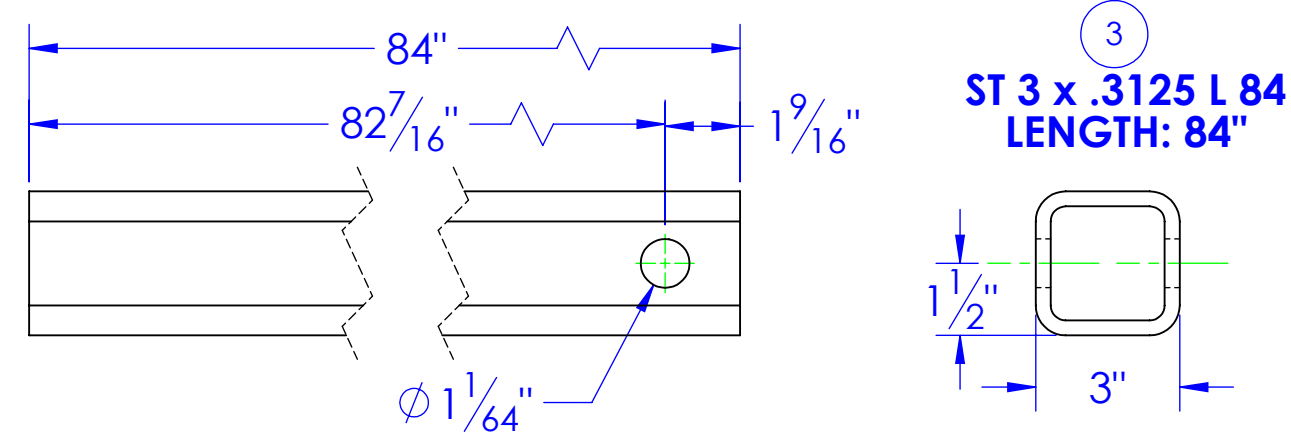 84"
3
ST 3 x .3125 L 84
LENGTH: 84"
82 7/16"
1 9/16"
1 1/2"
3"
∅ 1 1/64"